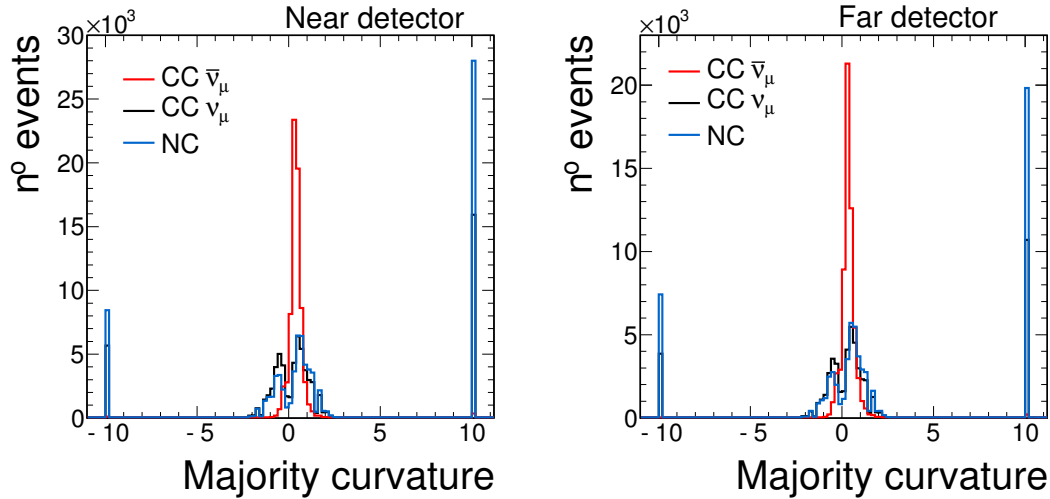 Near detector
×10³
30
25
20
15
10
5
0
nº events
CC ν̄μ
CC νμ
NC
-10 -5 0 5 10
Majority curvature
Far detector
×10³
20
15
10
5
0
nº events
CC ν̄μ
CC νμ
NC
-10 -5 0 5 10
Majority curvature